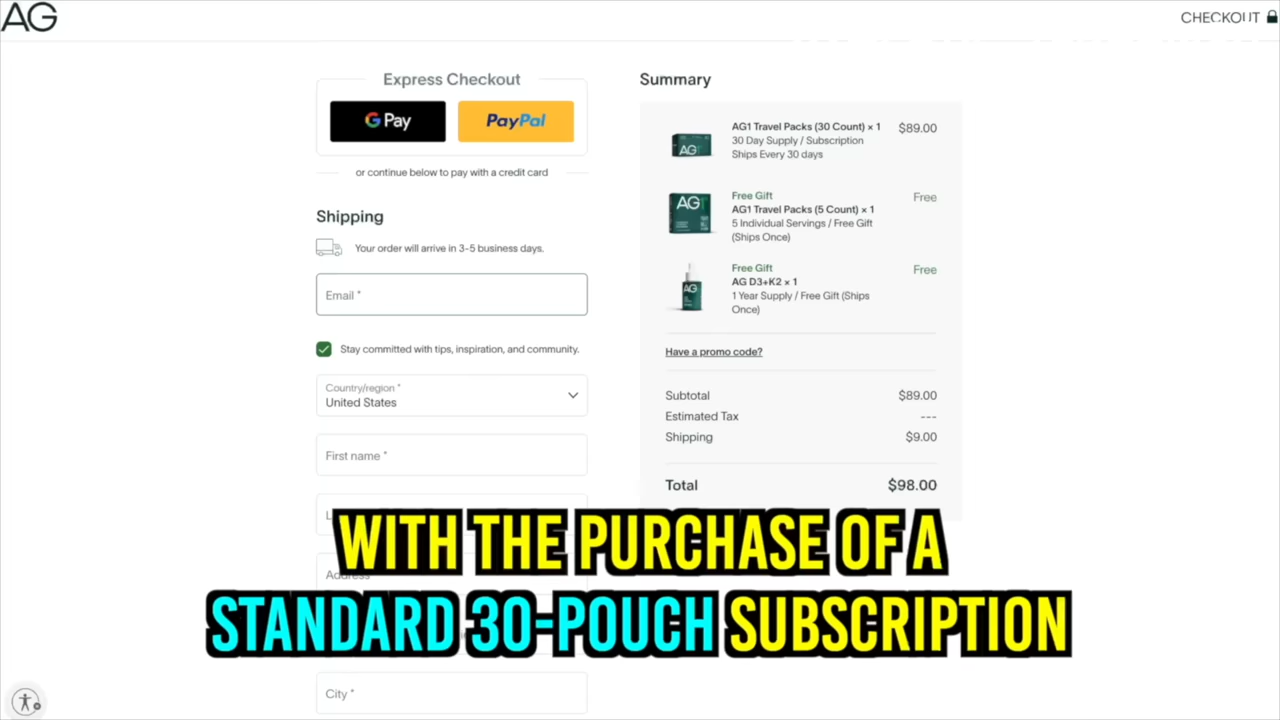 AG
CHECKOUT
Express Checkout
G Pay
PayPal
or continue below to pay with a credit card
Shipping
Your order will arrive in 3-5 business days.
Email *
Stay committed with tips, inspiration, and community.
Country/region *
United States
First name *
Address
City *
Summary
AG1 Travel Packs (30 Count) × 1
$89.00
30 Day Supply / Subscription
Ships Every 30 days
Free Gift
Free
AG1 Travel Packs (5 Count) × 1
5 Individual Servings / Free Gift
(Ships Once)
Free Gift
Free
AG D3+K2 × 1
1 Year Supply / Free Gift (Ships
Once)
Have a promo code?
Subtotal
$89.00
Estimated Tax
---
Shipping
$9.00
Total
$98.00
WITH THE PURCHASE OF A
STANDARD 30-POUCH SUBSCRIPTION